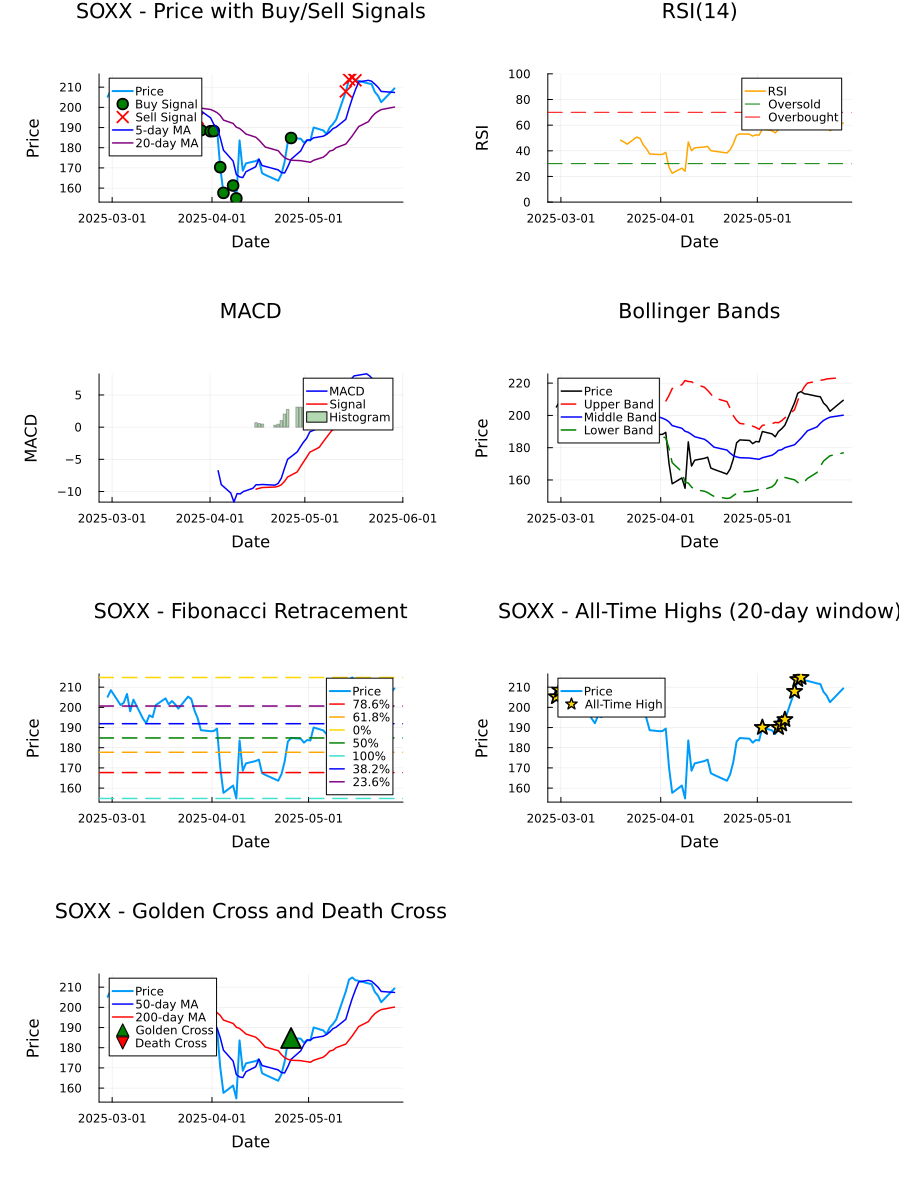 SOXX - Price with Buy/Sell Signals
Price
210
200
190
180
170
160
Price
Buy Signal
Sell Signal
5-day MA
20-day MA
2025-03-01 2025-04-01 2025-05-01
Date
RSI(14)
RSI
100
80
60
40
20
0
RSI
Oversold
Overbought
2025-03-01 2025-04-01 2025-05-01
Date
MACD
MACD
5
0
−5
−10
MACD
Signal
Histogram
2025-03-01 2025-04-01 2025-05-01 2025-06-01
Date
Bollinger Bands
Price
220
200
180
160
Price
Upper Band
Middle Band
Lower Band
2025-03-01 2025-04-01 2025-05-01
Date
SOXX - Fibonacci Retracement
Price
210
200
190
180
170
160
Price
78.6%
61.8%
0%
50%
100%
38.2%
23.6%
2025-03-01 2025-04-01 2025-05-01
Date
SOXX - All-Time Highs (20-day window)
Price
210
200
190
180
170
160
Price
All-Time High
2025-03-01 2025-04-01 2025-05-01
Date
SOXX - Golden Cross and Death Cross
Price
210
200
190
180
170
160
Price
50-day MA
200-day MA
Golden Cross
Death Cross
2025-03-01 2025-04-01 2025-05-01
Date